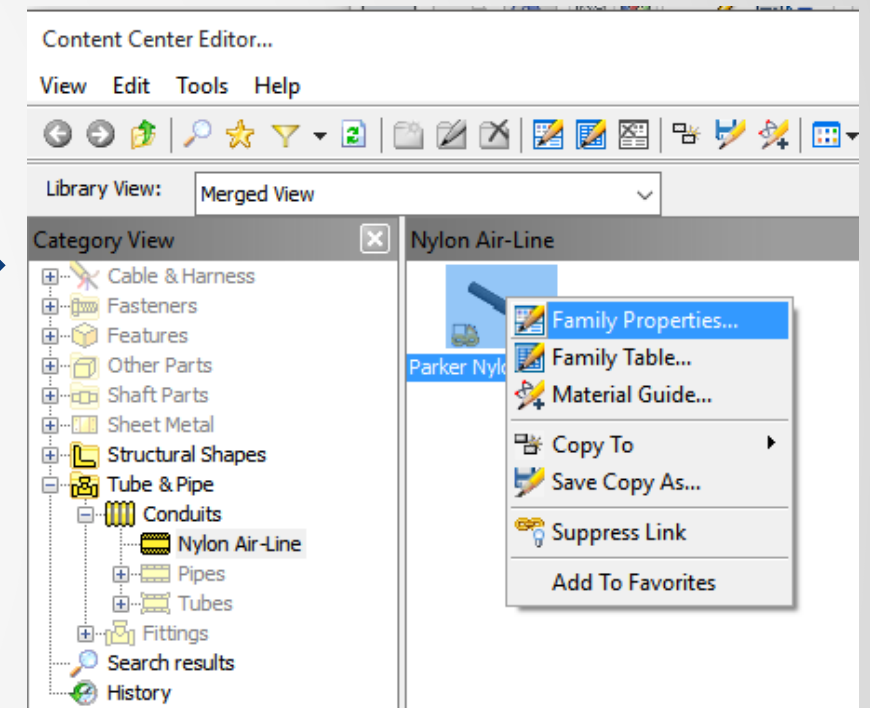 Content Center Editor...
View Edit Tools Help
Library View: Merged View
Category View
Cable & Harness
Fasteners
Features
Other Parts
Shaft Parts
Sheet Metal
Structural Shapes
Tube & Pipe
Conduits
Nylon Air-Line
Pipes
Tubes
Fittings
Search results
History
Nylon Air-Line
Parker
Family Properties...
Family Table...
Material Guide...
Copy To
Save Copy As...
Suppress Link
Add To Favorites